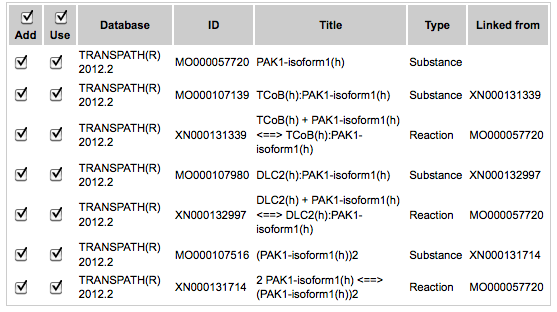 Add Use Database ID Title Type Linked from
TRANSPATH(R)
2012.2 MO000057720 PAK1-isoform1(h) Substance
TRANSPATH(R)
2012.2 MO000107139 TCoB(h):PAK1-isoform1(h) Substance XN000131339
TRANSPATH(R)
2012.2 XN000131339 TCoB(h) + PAK1-isoform1(h)
<==> TCoB(h):PAK1-
isoform1(h) Reaction MO000057720
TRANSPATH(R)
2012.2 MO000107980 DLC2(h):PAK1-isoform1(h) Substance XN000132997
TRANSPATH(R)
2012.2 XN000132997 DLC2(h) + PAK1-isoform1(h)
<==> DLC2(h):PAK1-
isoform1(h) Reaction MO000057720
TRANSPATH(R)
2012.2 MO000107516 (PAK1-isoform1(h))2 Substance XN000131714
TRANSPATH(R)
2012.2 XN000131714 2 PAK1-isoform1(h) <==>
(PAK1-isoform1(h))2 Reaction MO000057720